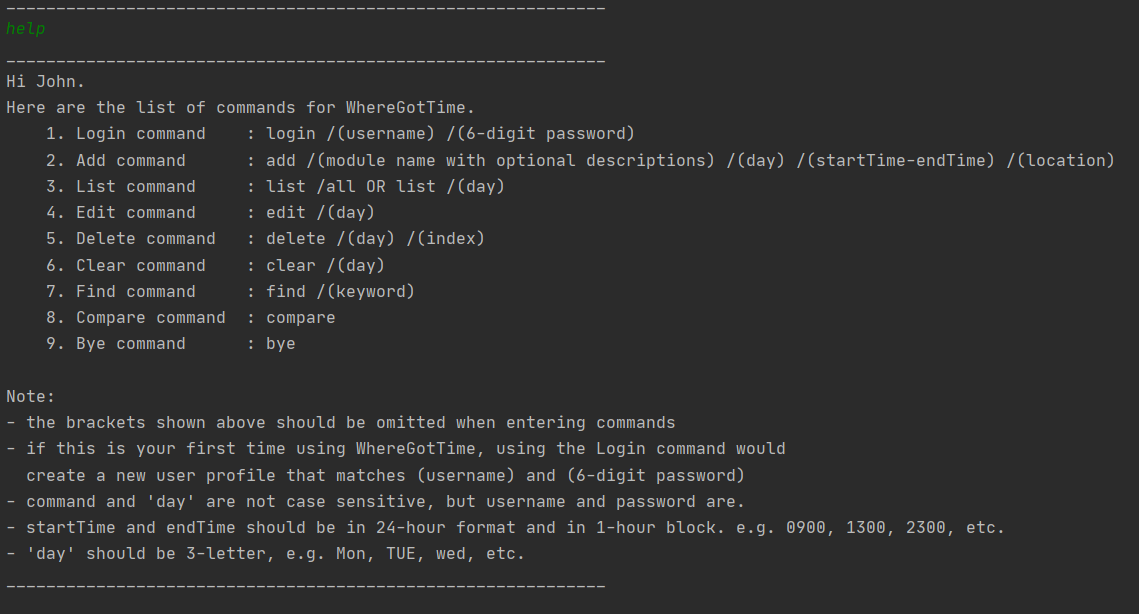 ____________________________________________________________
help
____________________________________________________________
Hi John.
Here are the list of commands for WhereGotTime.
    1. Login command    : login /(username) /(6-digit password)
    2. Add command      : add /(module name with optional descriptions) /(day) /(startTime-endTime) /(location)
    3. List command     : list /all OR list /(day)
    4. Edit command     : edit /(day)
    5. Delete command   : delete /(day) /(index)
    6. Clear command    : clear /(day)
    7. Find command     : find /(keyword)
    8. Compare command  : compare
    9. Bye command      : bye

Note:
- the brackets shown above should be omitted when entering commands
- if this is your first time using WhereGotTime, using the Login command would
  create a new user profile that matches (username) and (6-digit password)
- command and 'day' are not case sensitive, but username and password are.
- startTime and endTime should be in 24-hour format and in 1-hour block. e.g. 0900, 1300, 2300, etc.
- 'day' should be 3-letter, e.g. Mon, TUE, wed, etc.
____________________________________________________________